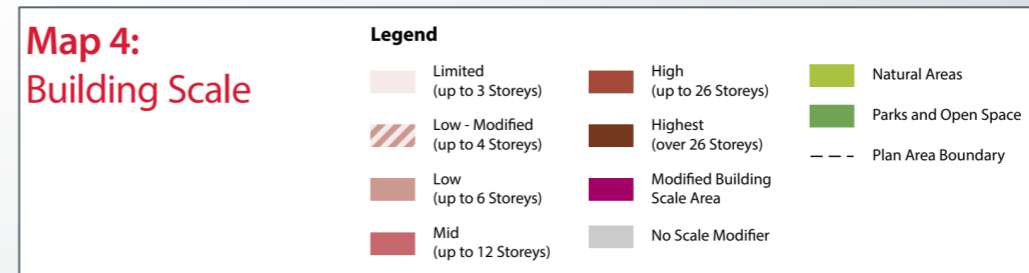 Map 4:
Building Scale
Legend
Limited
(up to 3 Storeys)
Low - Modified
(up to 4 Storeys)
Low
(up to 6 Storeys)
Mid
(up to 12 Storeys)
High
(up to 26 Storeys)
Highest
(over 26 Storeys)
Modified Building
Scale Area
No Scale Modifier
Natural Areas
Parks and Open Space
Plan Area Boundary